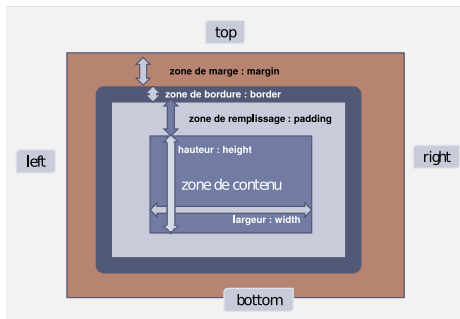 top
zone de marge : margin
zone de bordure : border
zone de remplissage : padding
hauteur : height
left
right
zone de contenu
largeur : width
bottom